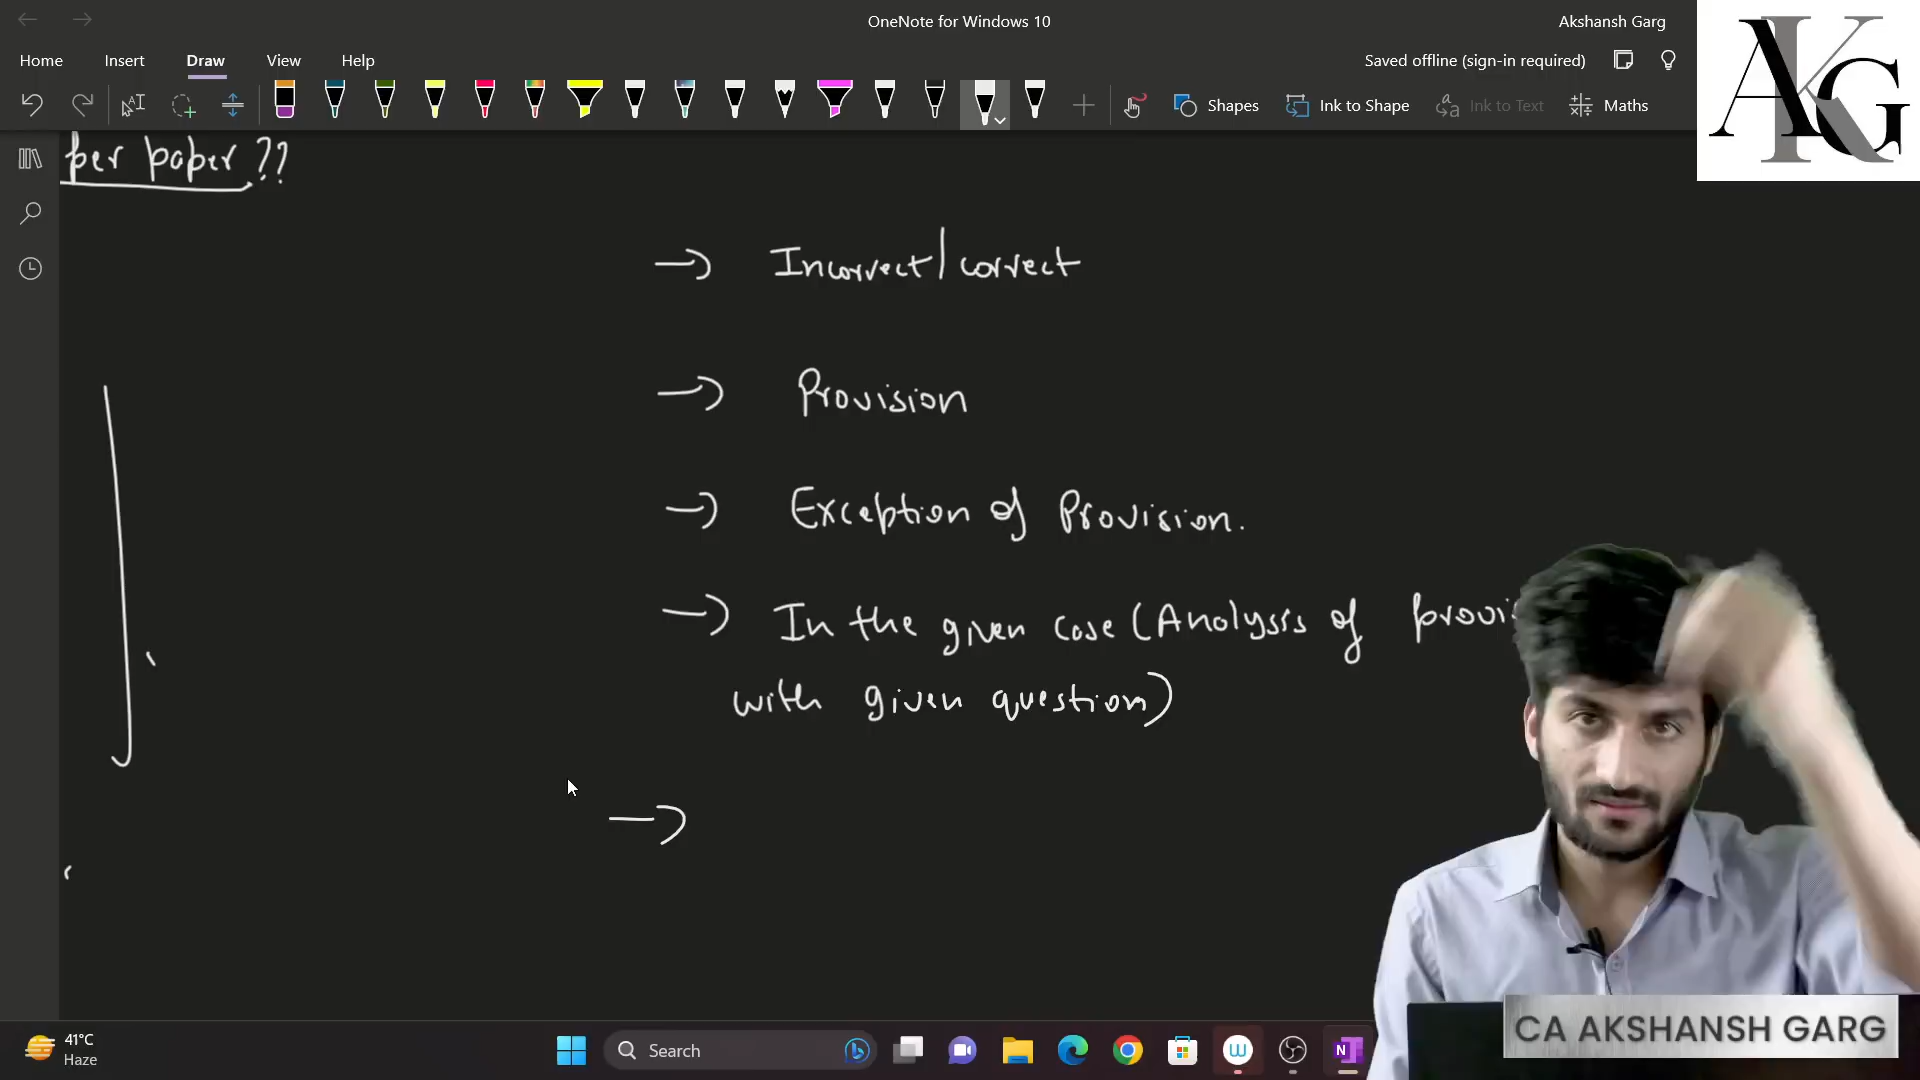 OneNote for Windows 10
Akshansh Garg
AKG
Home Insert Draw View Help
Saved offline (sign-in required)
Shapes Ink to Shape Ink to Text Maths
per paper ??
→ Incorrect/correct
→ Provision
→ Exception of Provision.
→ In the given case (Analysis of provi
with given question)
→
CA AKSHANSH GARG
41°C
Haze
Search